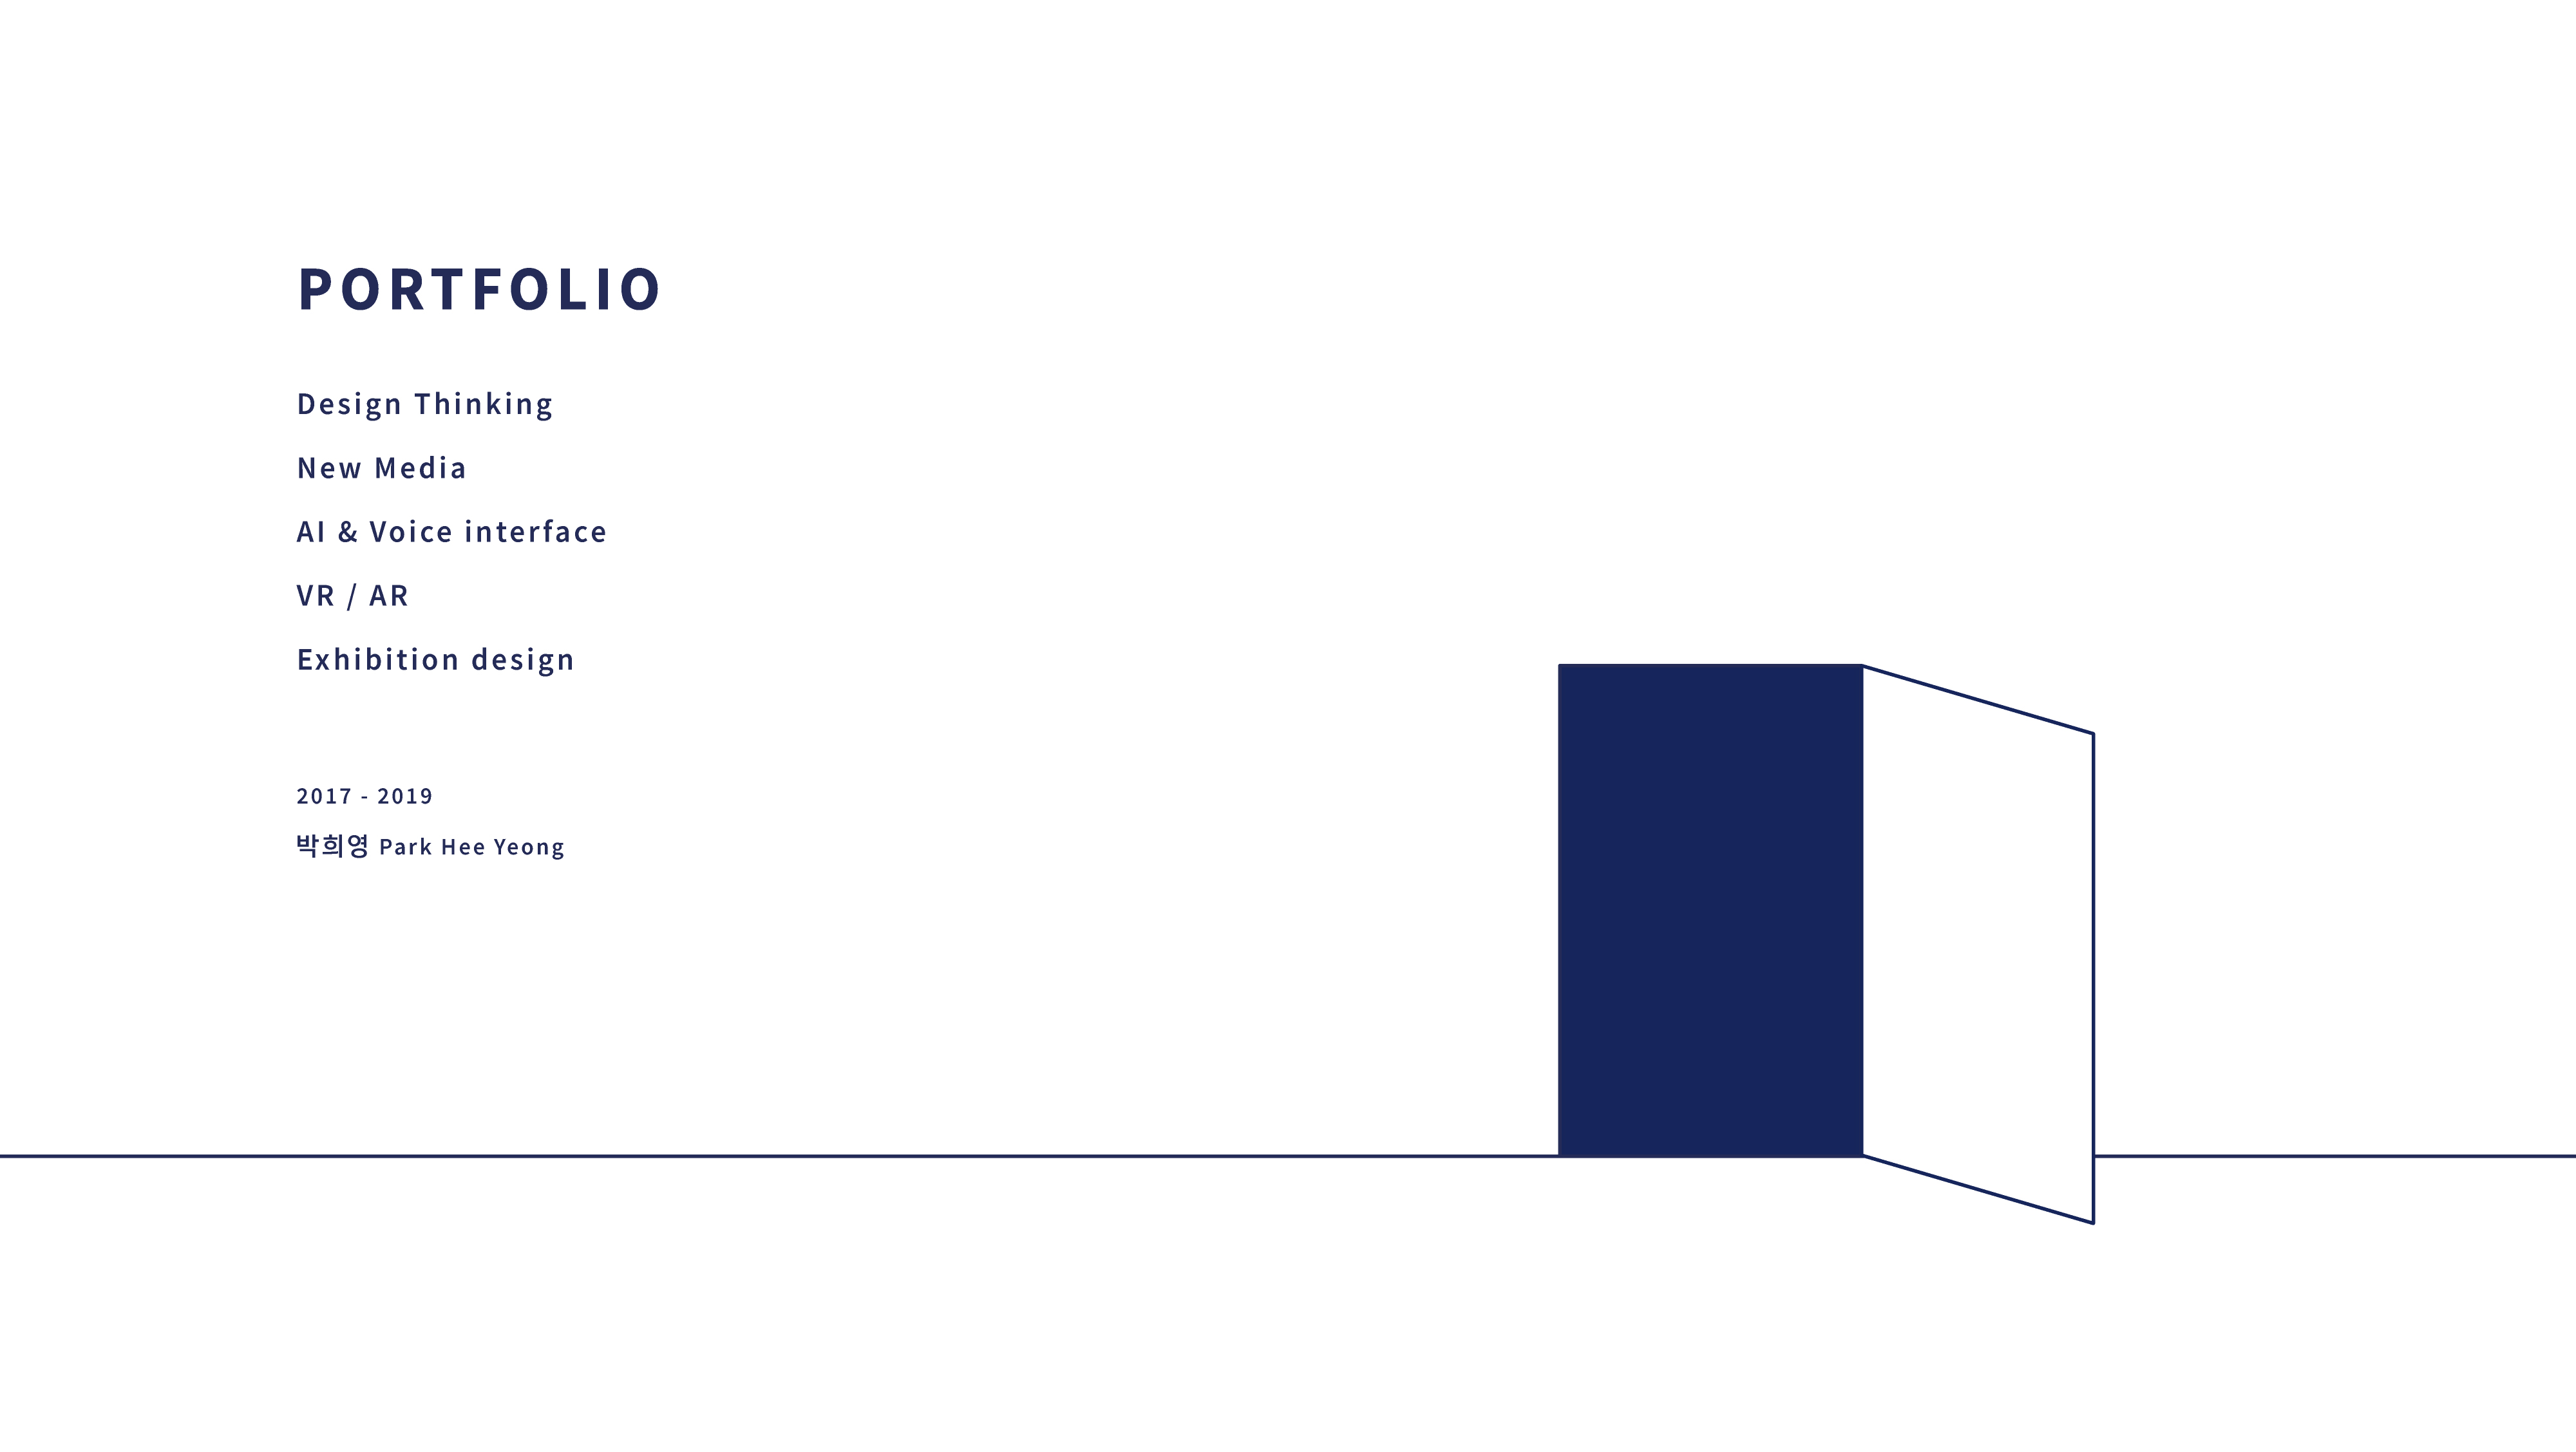 PORTFOLIO
Design Thinking
New Media
AI & Voice interface
VR / AR
Exhibition design
2017 - 2019
박희영 Park Hee Yeong